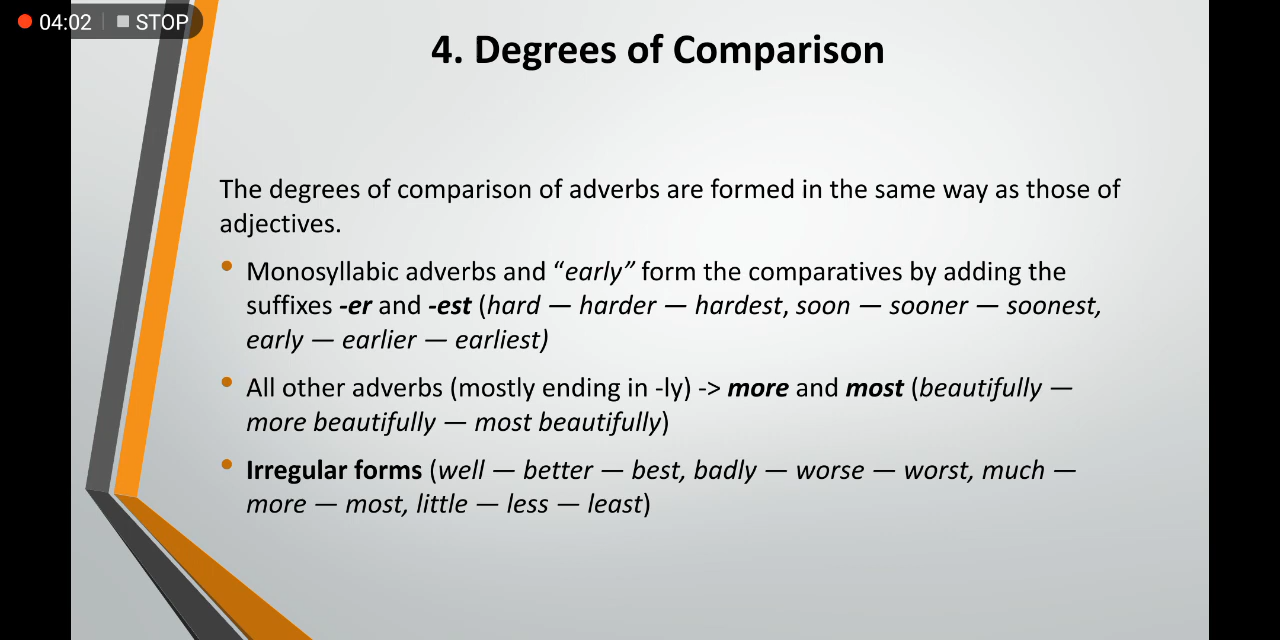 04:02 STOP
4. Degrees of Comparison
The degrees of comparison of adverbs are formed in the same way as those of
adjectives.
• Monosyllabic adverbs and “early” form the comparatives by adding the
suffixes -er and -est (hard — harder — hardest, soon — sooner — soonest,
early — earlier — earliest)
• All other adverbs (mostly ending in -ly) -> more and most (beautifully —
more beautifully — most beautifully)
• Irregular forms (well — better — best, badly — worse — worst, much —
more — most, little — less — least)